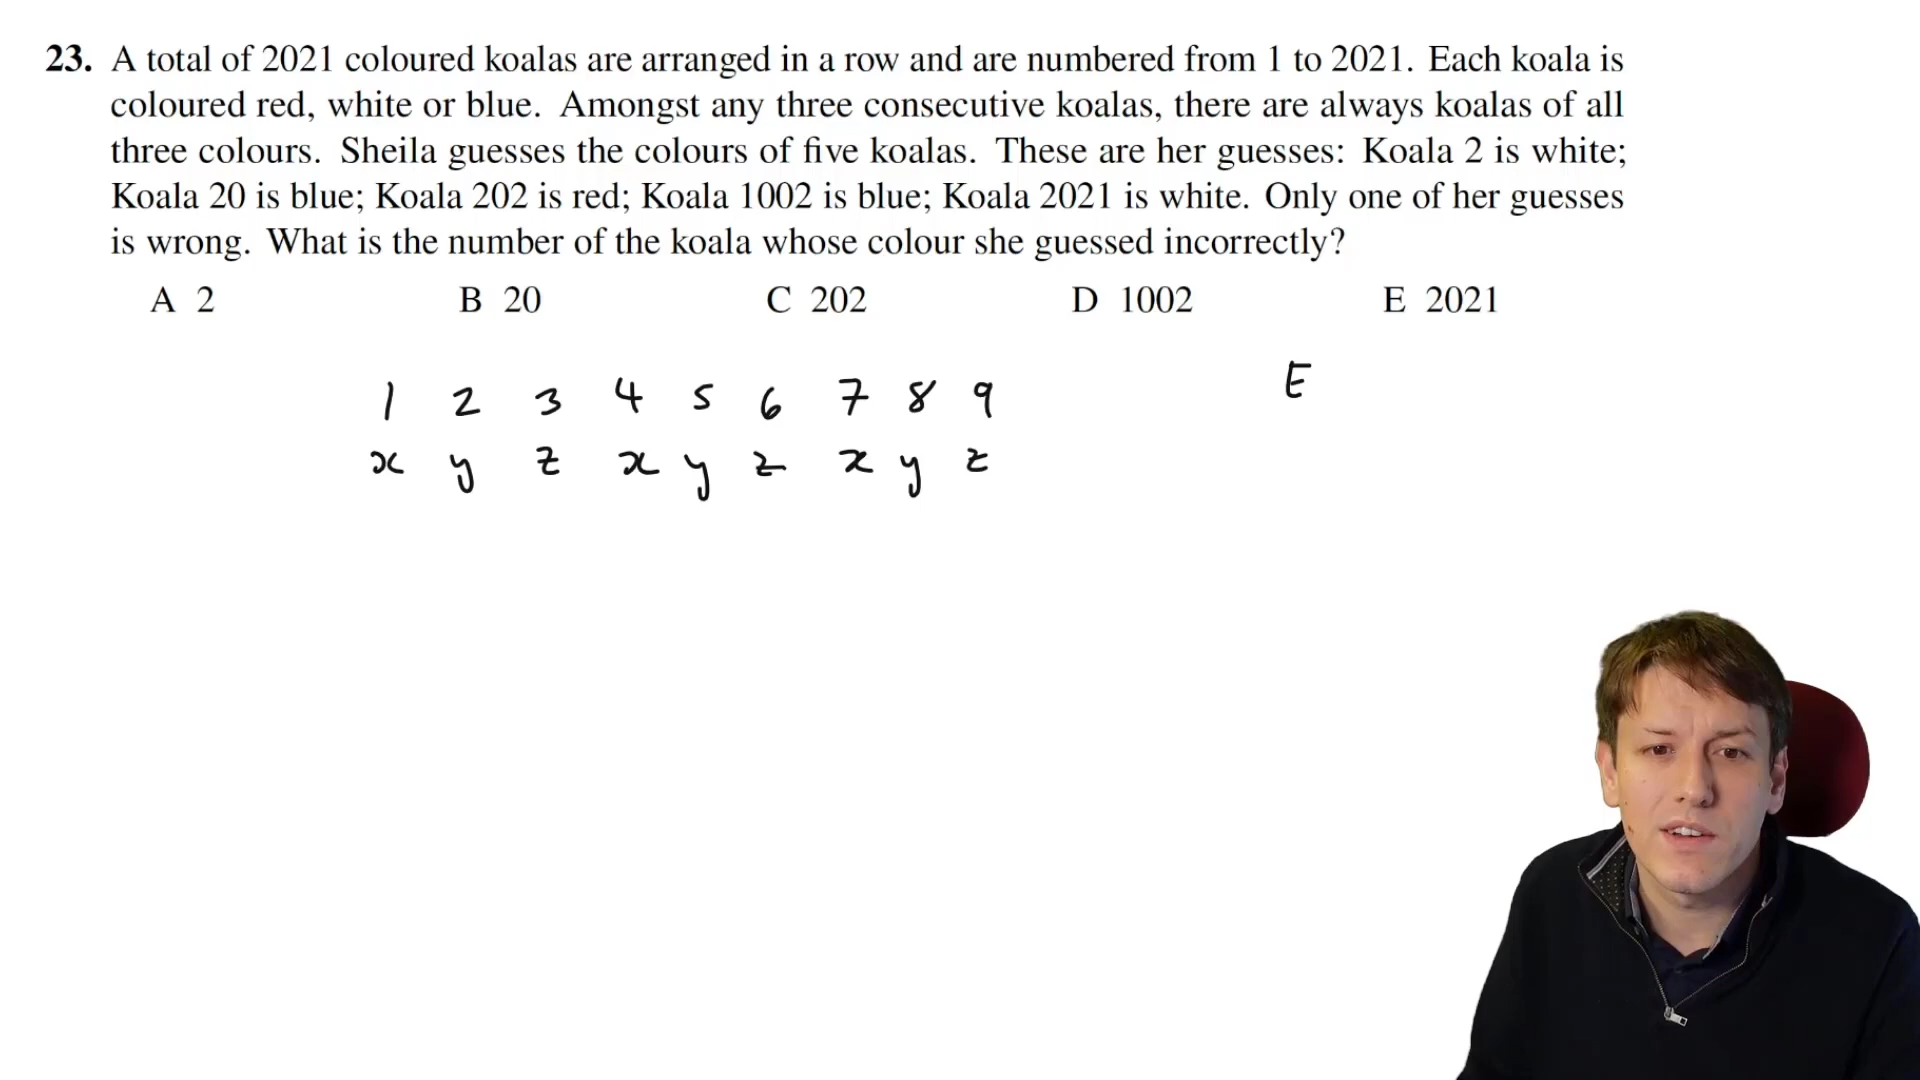 23. A total of 2021 coloured koalas are arranged in a row and are numbered from 1 to 2021. Each koala is
coloured red, white or blue. Amongst any three consecutive koalas, there are always koalas of all
three colours. Sheila guesses the colours of five koalas. These are her guesses: Koala 2 is white;
Koala 20 is blue; Koala 202 is red; Koala 1002 is blue; Koala 2021 is white. Only one of her guesses
is wrong. What is the number of the koala whose colour she guessed incorrectly?
A 2 B 20 C 202 D 1002 E 2021
E
1 2 3 4 5 6 7 8 9
x y z x y z x y z